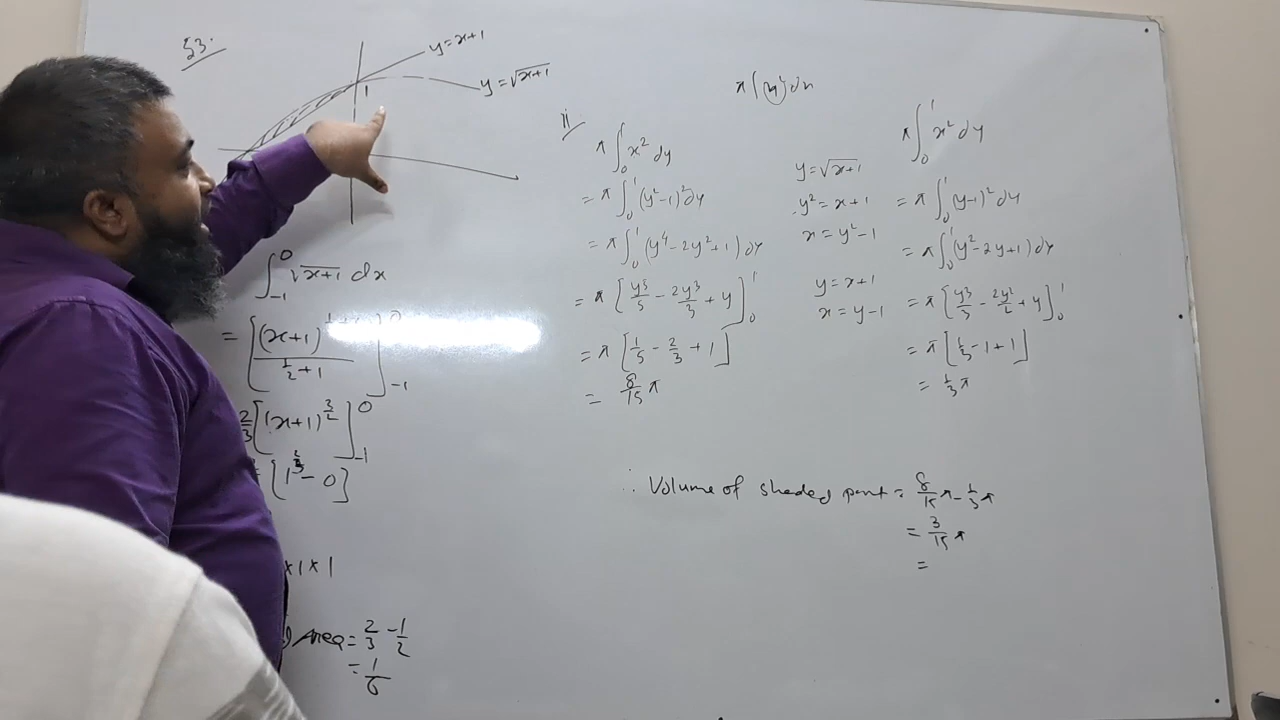 53.
y = x+1
y = √x+1
1
∫₋₁⁰ √x+1 dx
= [(x+1) / ½+1]₋₁⁰
2/3 [(x+1)^3/2]₋₁⁰
[1 - 0]
×1×1
Area = 2/3 - 1/2
= 1/6
ii
π ∫₀¹ x² dy
= π ∫₀¹ (y²-1)² dy
= π ∫₀¹ (y⁴ - 2y² + 1) dy
= π [y⁵/5 - 2y³/3 + y]₀¹
= π [1/5 - 2/3 + 1]
= 8/15 π
π ∫ y² dx
y = √x+1
y² = x+1
x = y²-1
y = x+1
x = y-1
π ∫₀¹ x² dy
= π ∫₀¹ (y-1)² dy
= π ∫₀¹ (y² - 2y + 1) dy
= π [y³/3 - 2y²/2 + y]₀¹
= π [1/3 - 1 + 1]
= 1/3 π
∴ Volume of shaded part = 8/15 π - 1/3 π
= 3/15 π
=